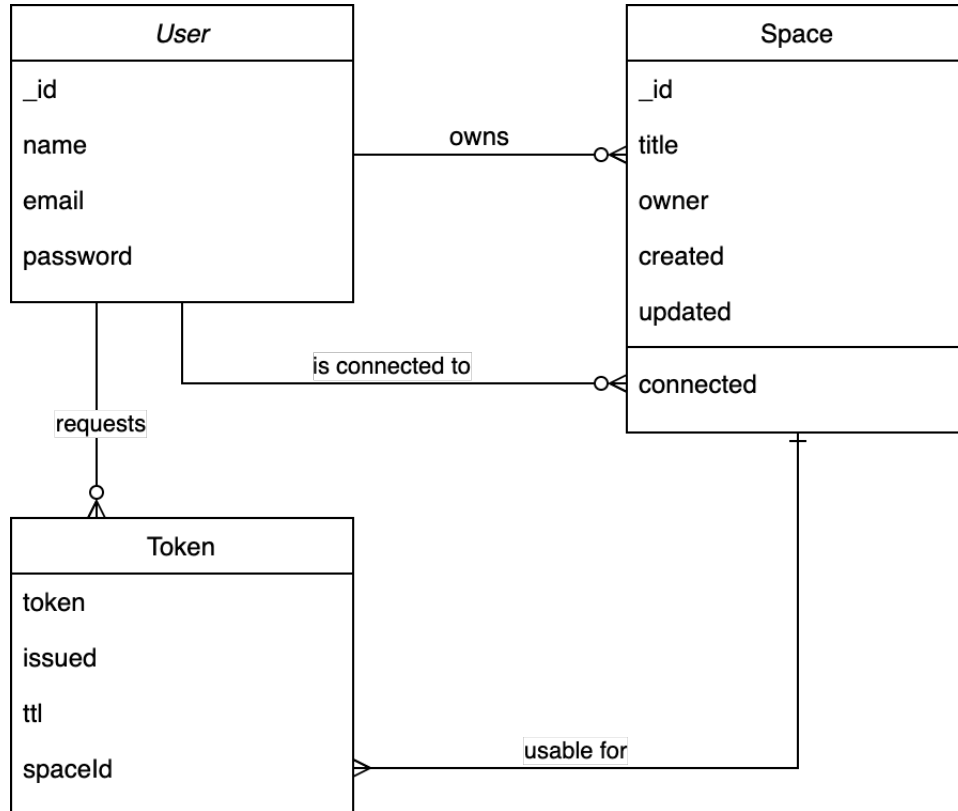 User
_id
name
email
password
owns
Space
_id
title
owner
created
updated
connected
is connected to
requests
Token
token
issued
ttl
spaceId
usable for